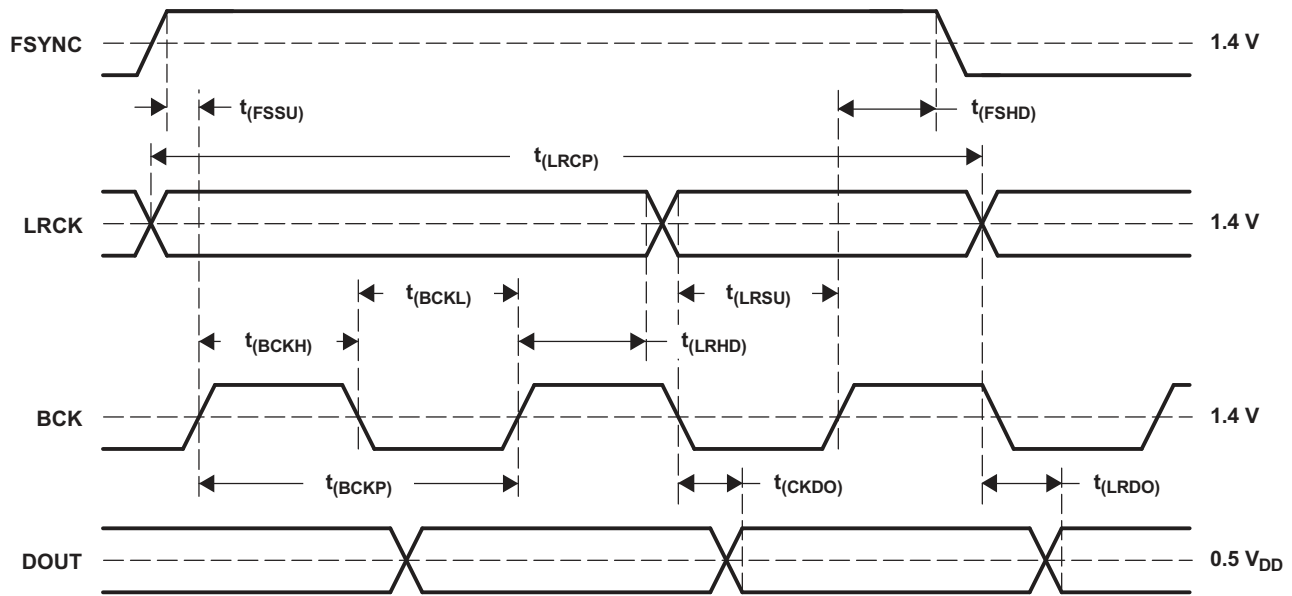 FSYNC
1.4 V
t(FSSU)
t(FSHD)
t(LRCP)
LRCK
1.4 V
t(BCKL)
t(LRSU)
t(BCKH)
t(LRHD)
BCK
1.4 V
t(BCKP)
t(CKDO)
t(LRDO)
DOUT
0.5 VDD